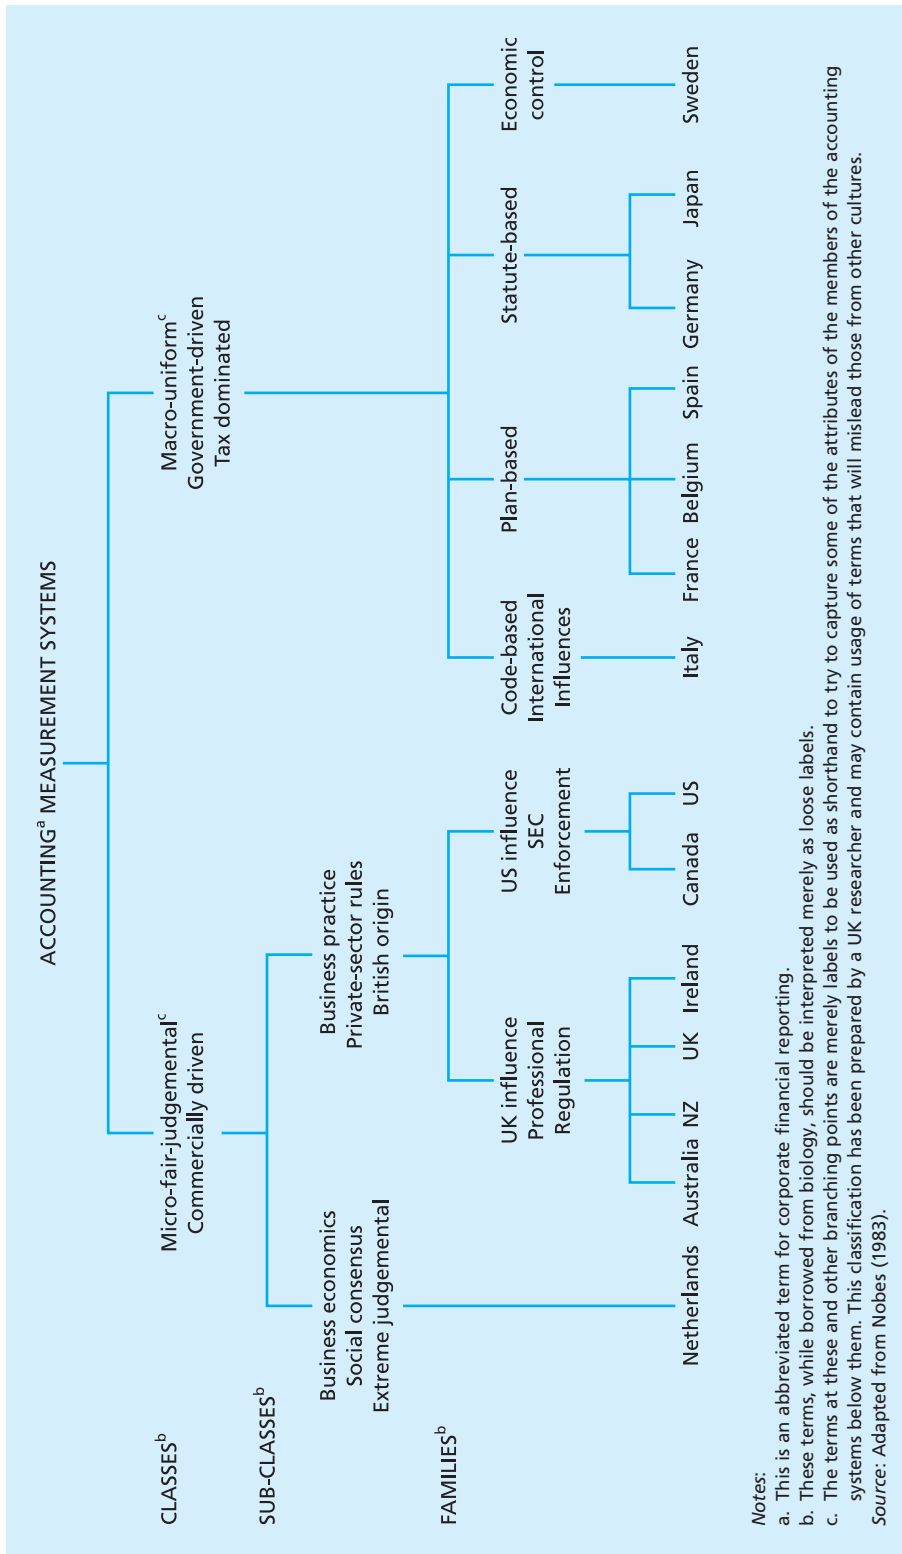 ACCOUNTINGᵃ MEASUREMENT SYSTEMS
CLASSESᵇ
Micro-fair-judgementalᶜ
Commercially driven
Macro-uniformᶜ
Government-driven
Tax dominated
SUB-CLASSESᵇ
Business economics
Social consensus
Extreme judgemental
Business practice
Private-sector rules
British origin
FAMILIESᵇ
UK influence
Professional
Regulation
US influence
SEC
Enforcement
Code-based
International
Influences
Plan-based
Statute-based
Economic
control
Netherlands Australia NZ UK Ireland Canada US Italy France Belgium Spain Germany Japan Sweden
Notes:
a. This is an abbreviated term for corporate financial reporting.
b. These terms, while borrowed from biology, should be interpreted merely as loose labels.
c. The terms at these and other branching points are merely labels to be used as shorthand to try to capture some of the attributes of the members of the accounting
systems below them. This classification has been prepared by a UK researcher and may contain usage of terms that will mislead those from other cultures.
Source: Adapted from Nobes (1983).